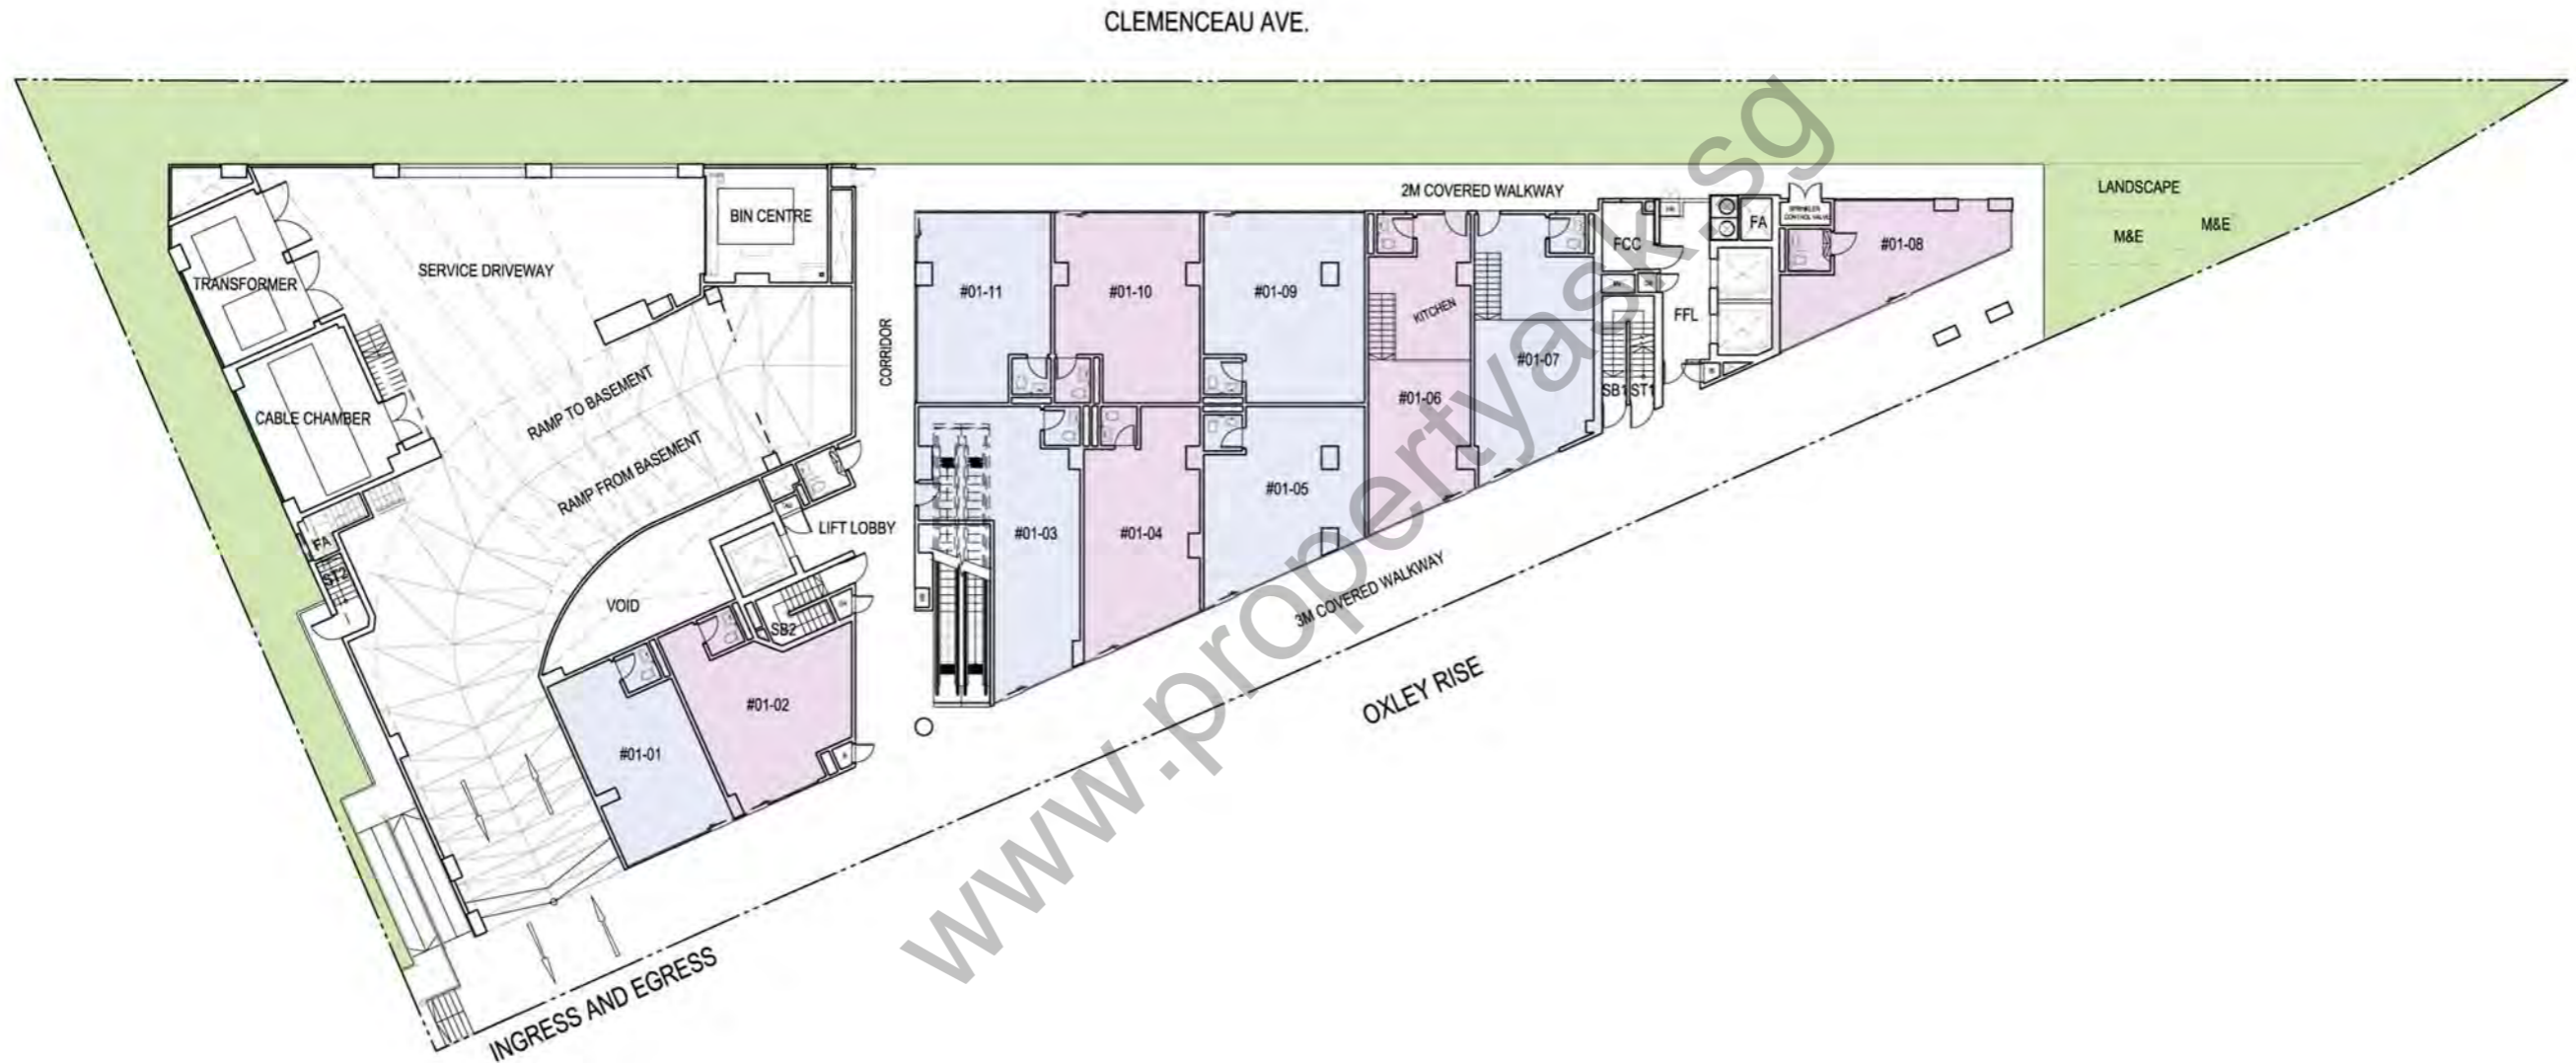 CLEMENCEAU AVE.
2M COVERED WALKWAY
LANDSCAPE
M&E
M&E
BIN CENTRE
SERVICE DRIVEWAY
TRANSFORMER
FCC
FA
SPRINKLER
CONTROL VALVE
#01-08
#01-11
#01-10
#01-09
KITCHEN
FFL
#01-07
CORRIDOR
RAMP TO BASEMENT
CABLE CHAMBER
#01-06
SB1
ST1
RAMP FROM BASEMENT
#01-05
LIFT LOBBY
#01-03
#01-04
FA
ST2
VOID
SB2
3M COVERED WALKWAY
#01-02
#01-01
OXLEY RISE
INGRESS AND EGRESS
www.propertyask.sg